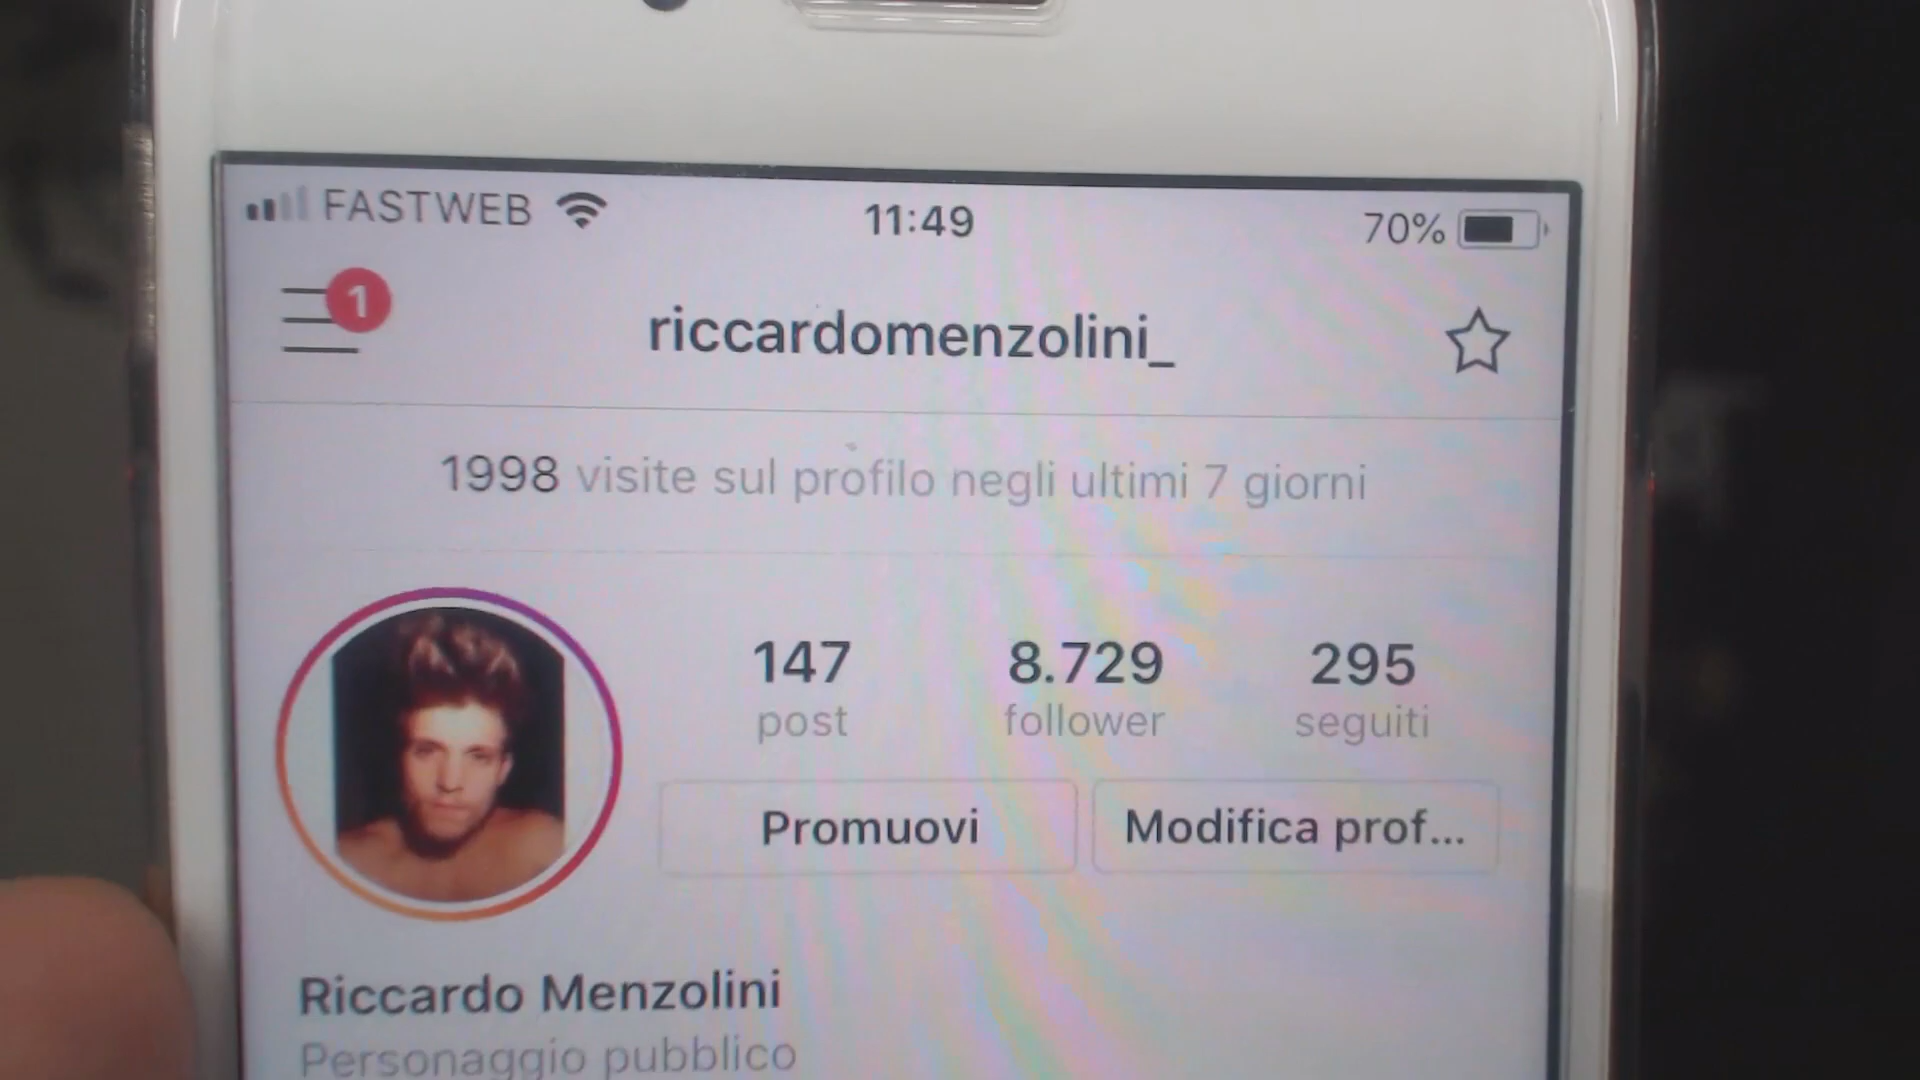 FASTWEB 11:49 70%
1
riccardomenzolini_
1998 visite sul profilo negli ultimi 7 giorni
147 8.729 295
post follower seguiti
Promuovi Modifica prof...
Riccardo Menzolini
Personaggio pubblico